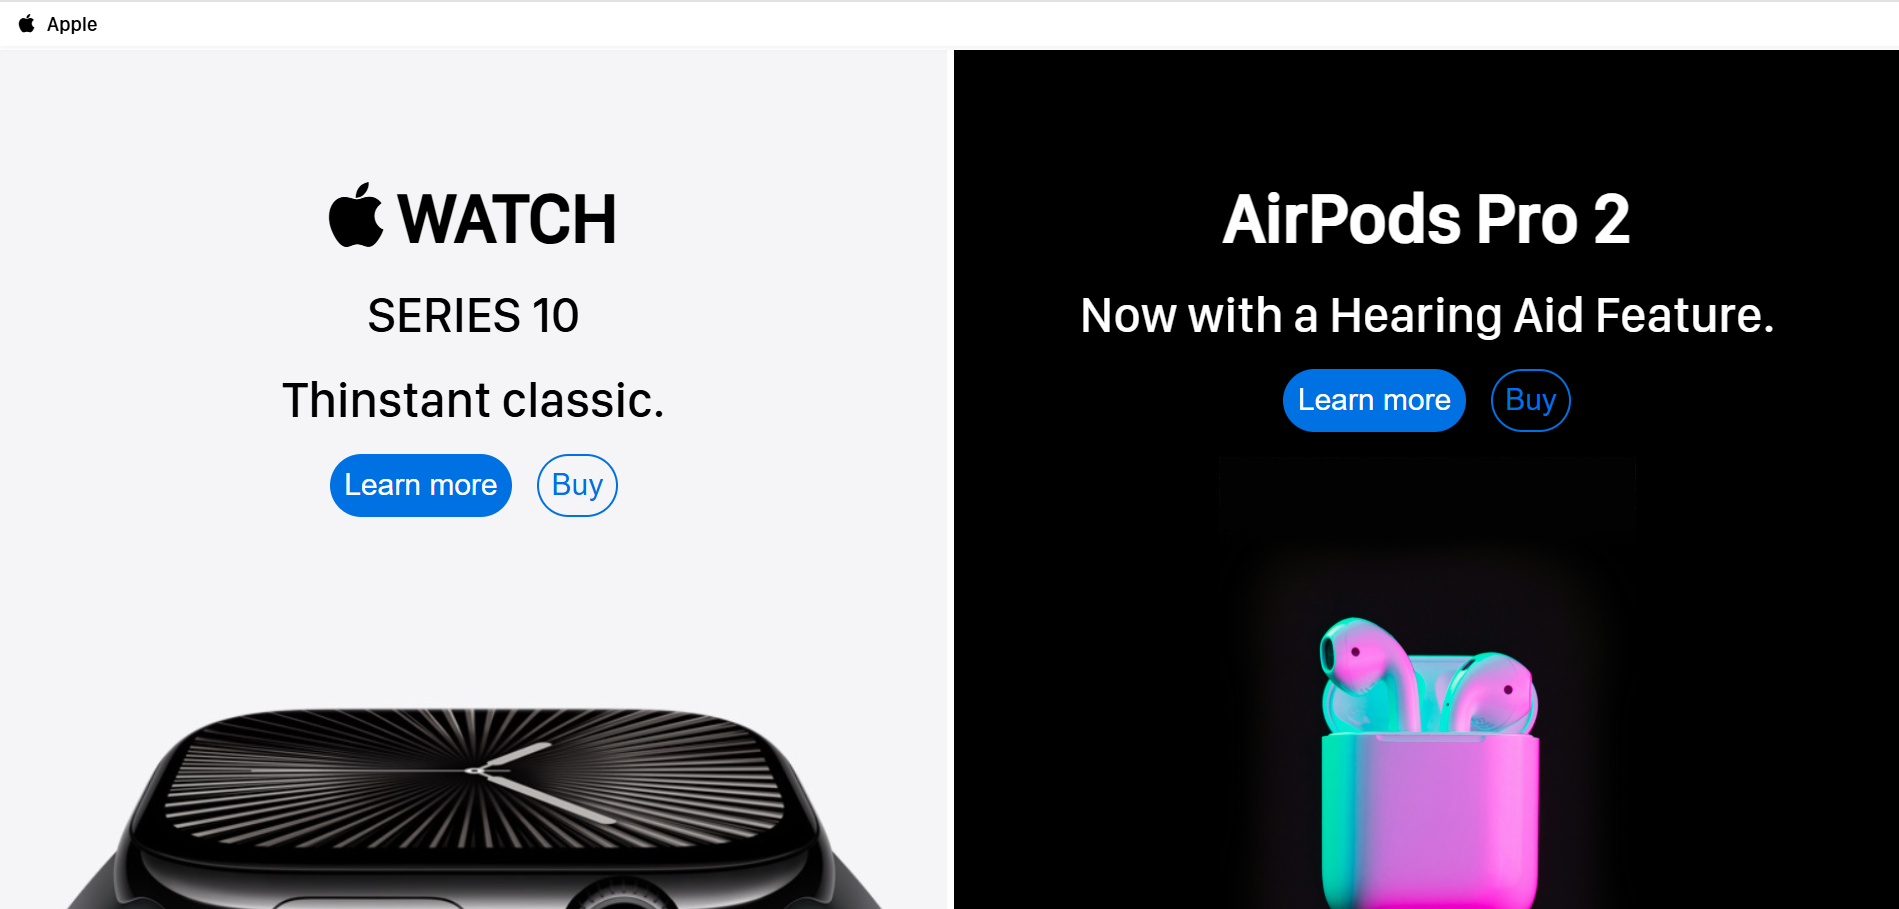 Apple
WATCH
SERIES 10
Thinstant classic.
Learn more
Buy
AirPods Pro 2
Now with a Hearing Aid Feature.
Learn more
Buy